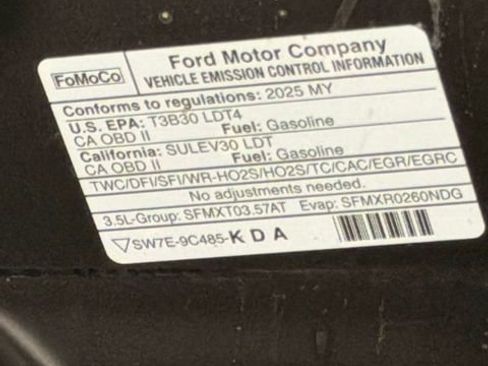 FoMoCo
Ford Motor Company
VEHICLE EMISSION CONTROL INFORMATION
Conforms to regulations: 2025 MY
U.S. EPA: T3B30 LDT4
CA OBD II Fuel: Gasoline
California: SULEV30 LDT
CA OBD II Fuel: Gasoline
TWC/DFI/SFI/WR-HO2S/HO2S/TC/CAC/EGR/EGRC
No adjustments needed.
3.5L-Group: SFMXT03.57AT Evap: SFMXR0260NDG
SW7E-9C485-KDA